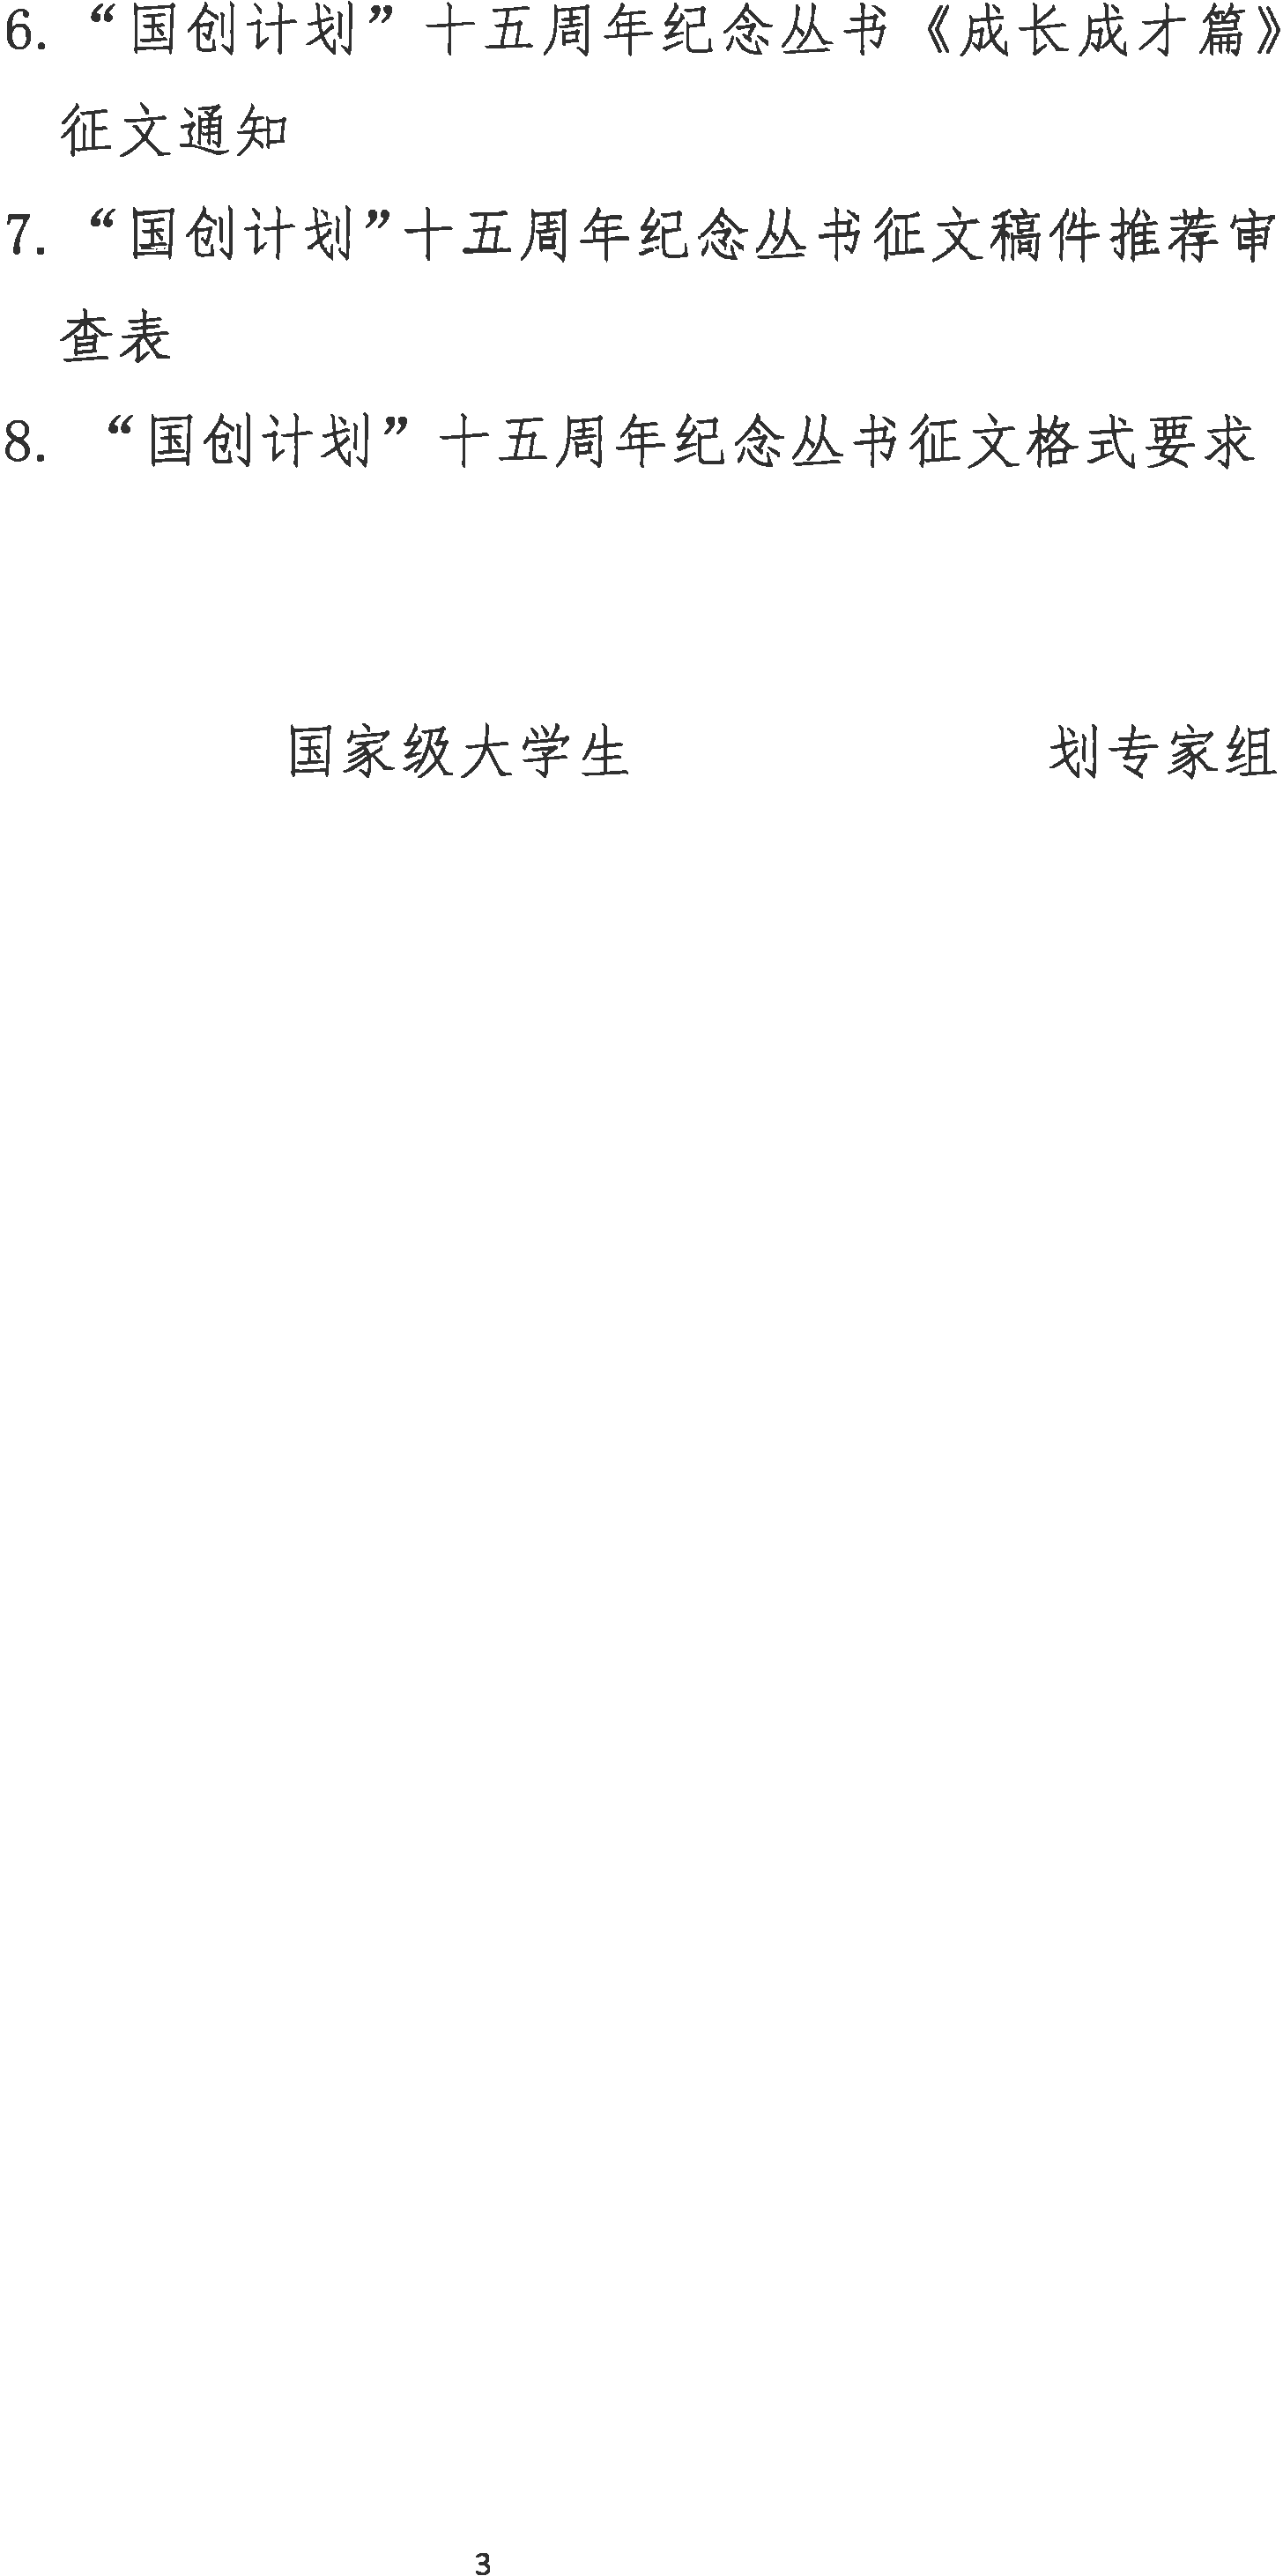 6. “国创计划”十五周年纪念丛书《成长成才篇》
征文通知
7. “国创计划”十五周年纪念丛书征文稿件推荐审
查表
8. “国创计划”十五周年纪念丛书征文格式要求
国家级大学生 划专家组
3